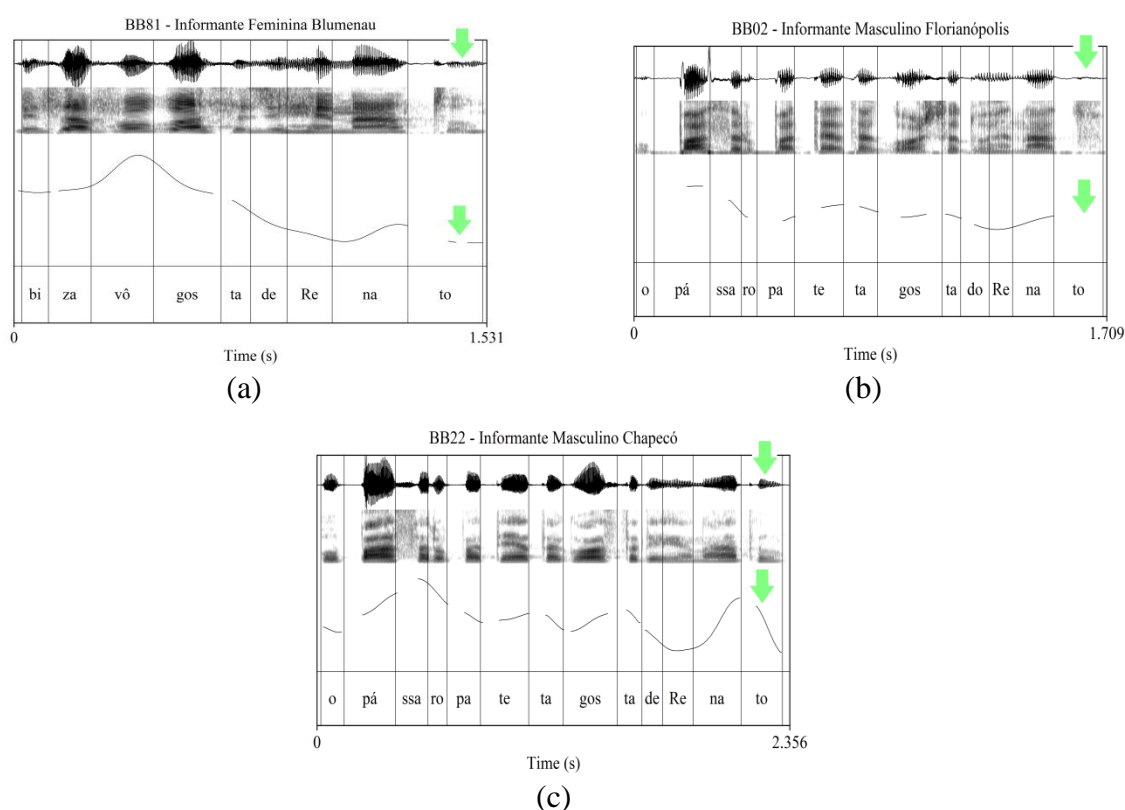 BB81 - Informante Feminina Blumenau
bi za vô gos ta de Re na to
0 1.531
Time (s)
(a)
BB02 - Informante Masculino Florianópolis
o pá ssa ro pa te ta gos ta do Re na to
0 1.709
Time (s)
(b)
BB22 - Informante Masculino Chapecó
o pá ssa ro pa te ta gos ta de Re na to
0 2.356
Time (s)
(c)